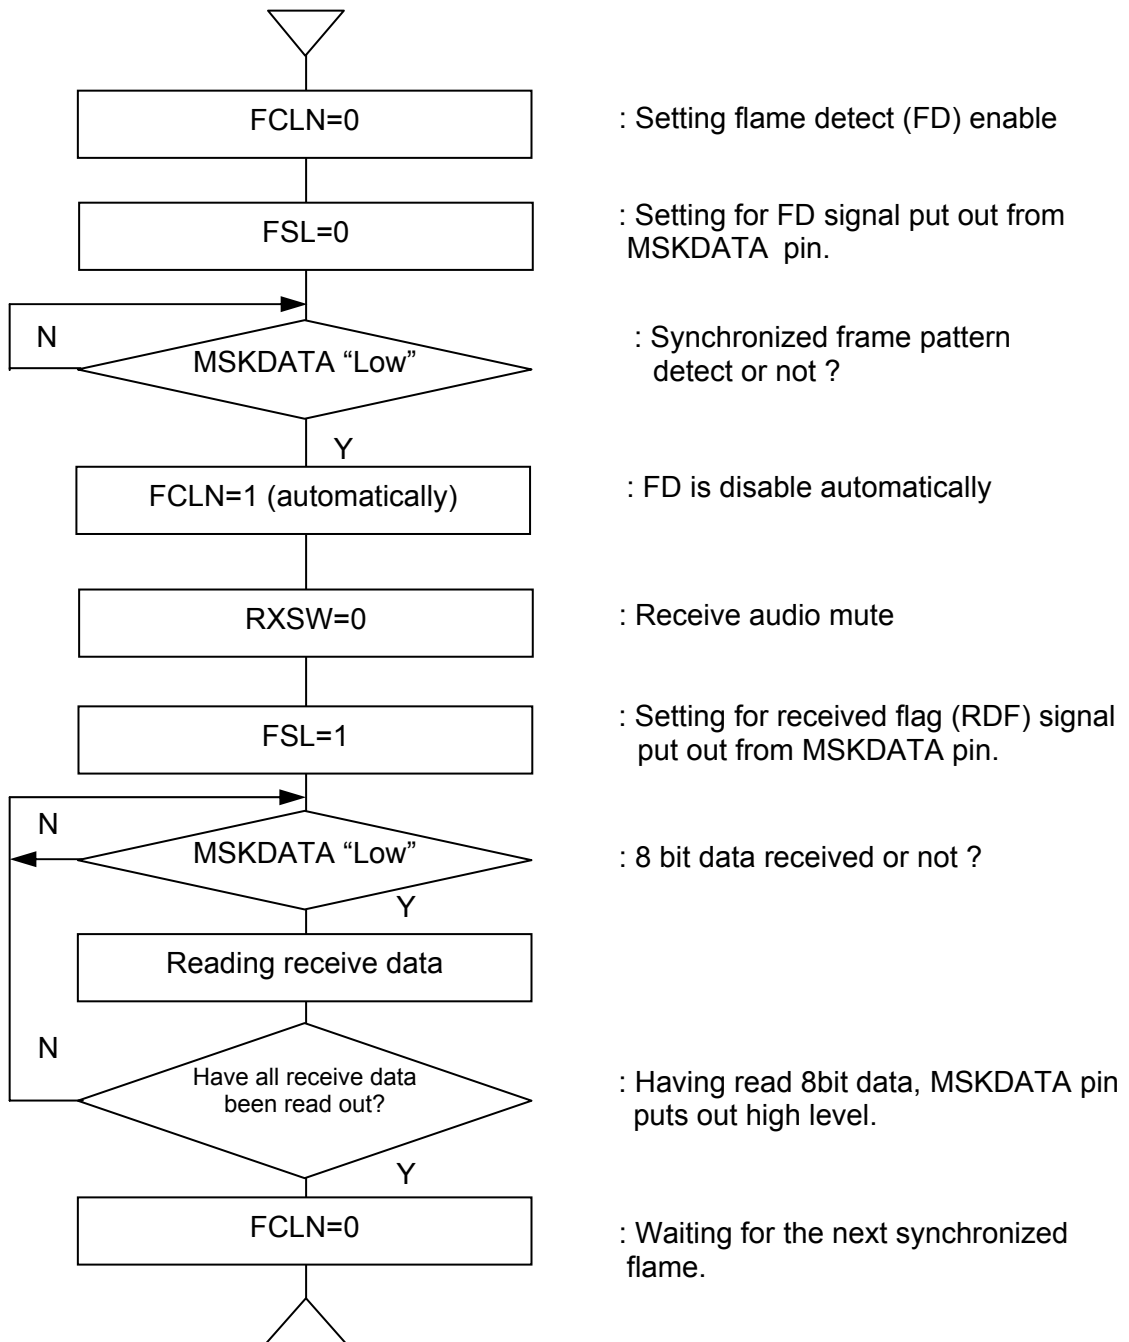 FCLN=0
: Setting flame detect (FD) enable
FSL=0
: Setting for FD signal put out from
MSKDATA pin.
N
MSKDATA “Low”
: Synchronized frame pattern
detect or not ?
Y
FCLN=1 (automatically)
: FD is disable automatically
RXSW=0
: Receive audio mute
FSL=1
: Setting for received flag (RDF) signal
put out from MSKDATA pin.
N
MSKDATA “Low”
: 8 bit data received or not ?
Y
Reading receive data
N
Have all receive data
been read out?
: Having read 8bit data, MSKDATA pin
puts out high level.
Y
FCLN=0
: Waiting for the next synchronized
flame.